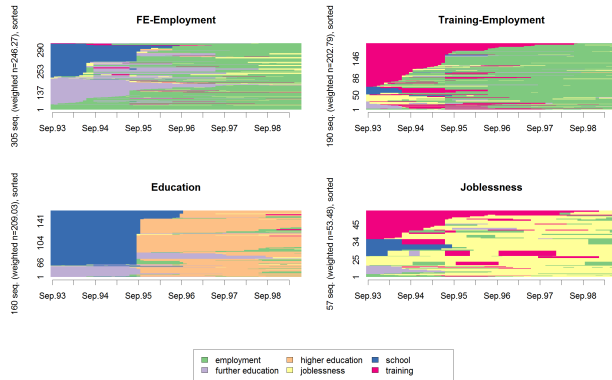 FE-Employment
305 seq. (weighted n=248.27), sorted
1 137 253 290
Sep.93 Sep.94 Sep.95 Sep.96 Sep.97 Sep.98
Training-Employment
190 seq. (weighted n=202.79), sorted
1 50 86 146
Sep.93 Sep.94 Sep.95 Sep.96 Sep.97 Sep.98
Education
160 seq. (weighted n=209.03), sorted
1 66 104 141
Sep.93 Sep.94 Sep.95 Sep.96 Sep.97 Sep.98
Joblessness
57 seq. (weighted n=53.48), sorted
1 25 34 45
Sep.93 Sep.94 Sep.95 Sep.96 Sep.97 Sep.98
employment higher education school
further education joblessness training